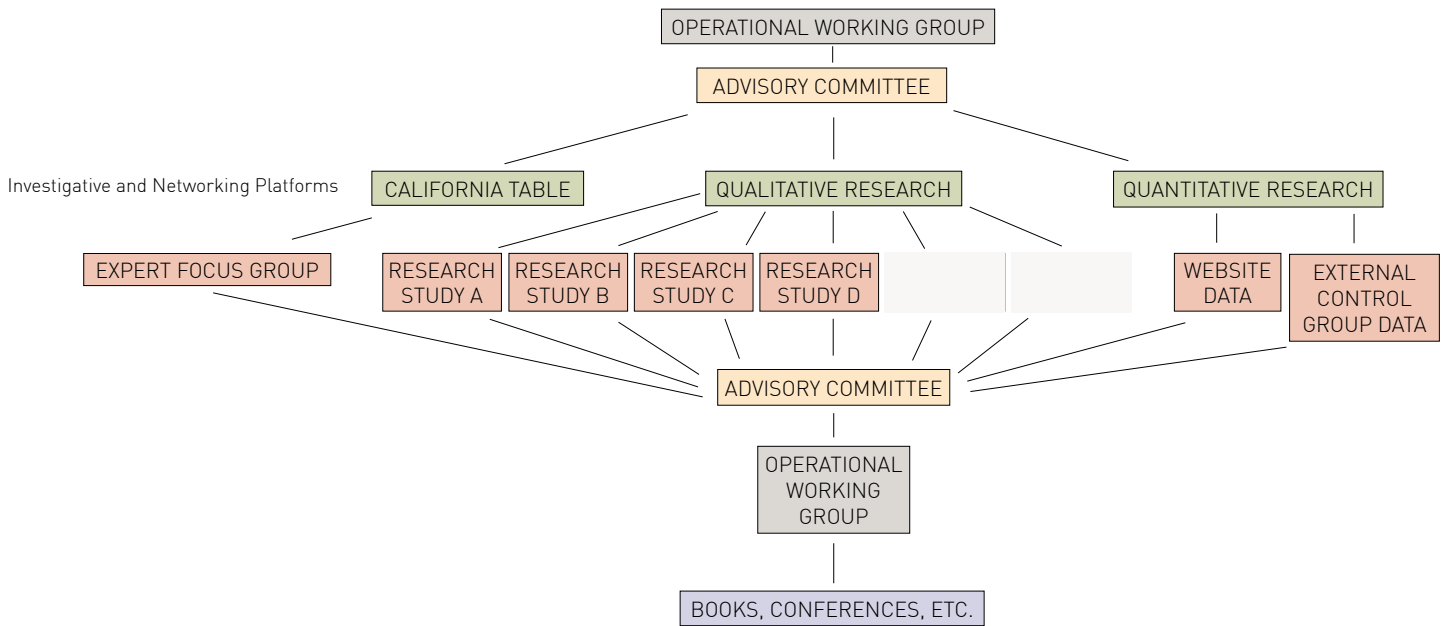 OPERATIONAL WORKING GROUP
ADVISORY COMMITTEE
Investigative and Networking Platforms
CALIFORNIA TABLE
QUALITATIVE RESEARCH
QUANTITATIVE RESEARCH
EXPERT FOCUS GROUP
RESEARCH
STUDY A
RESEARCH
STUDY B
RESEARCH
STUDY C
RESEARCH
STUDY D
WEBSITE
DATA
EXTERNAL
CONTROL
GROUP DATA
ADVISORY COMMITTEE
OPERATIONAL
WORKING
GROUP
BOOKS, CONFERENCES, ETC.